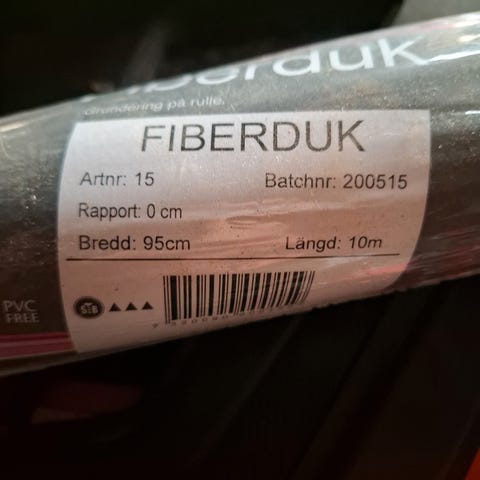 Fiberduk
Grundering på rulle.
FIBERDUK
Artnr: 15 Batchnr: 200515
Rapport: 0 cm
Bredd: 95cm Längd: 10m
PVC
FREE